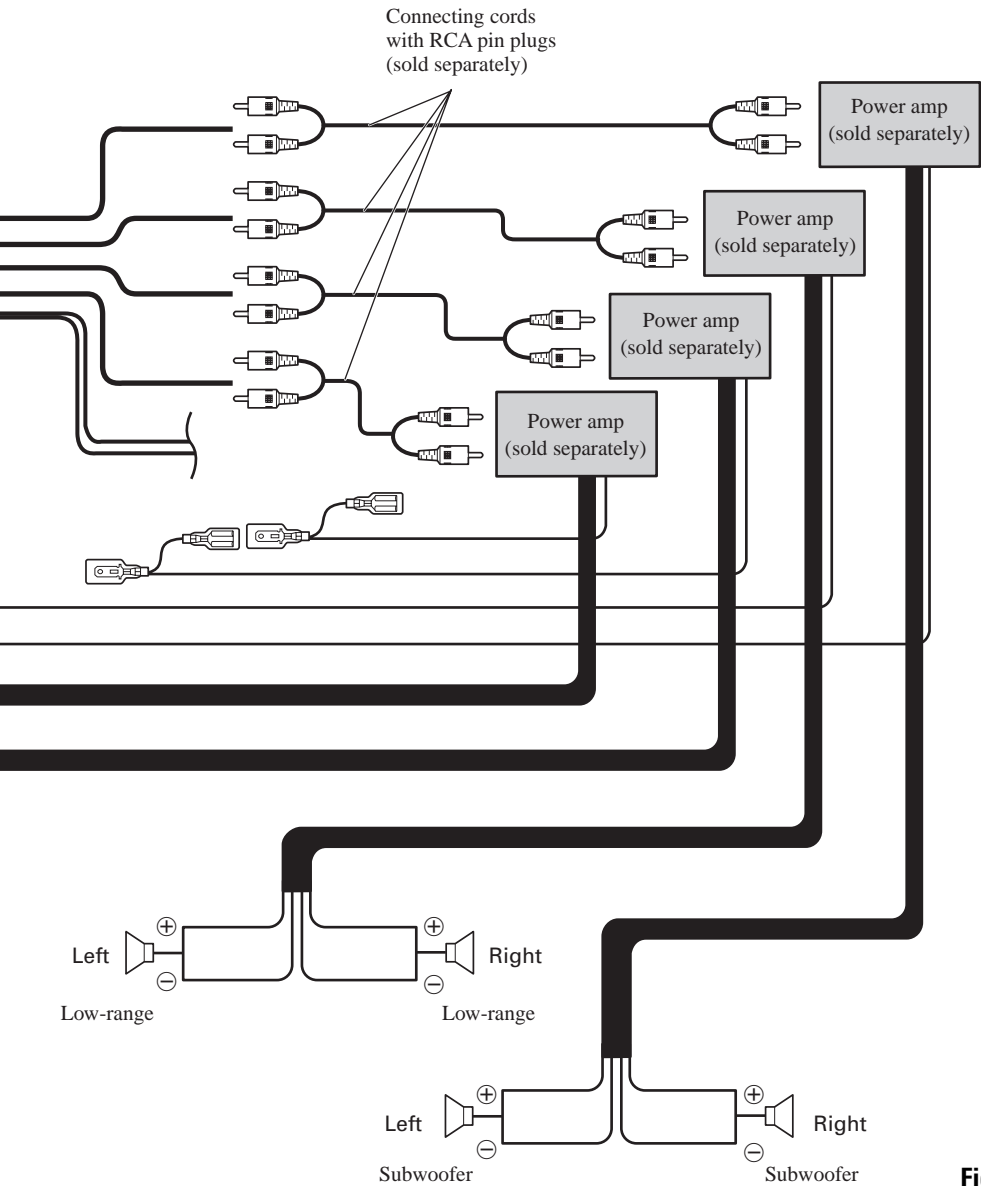 Connecting cords
with RCA pin plugs
(sold separately)
Power amp
(sold separately)
Power amp
(sold separately)
Power amp
(sold separately)
Power amp
(sold separately)
⊕ ⊕
Left Right
⊖ ⊖
Low-range Low-range
⊕ ⊕
Left Right
⊖ ⊖
Subwoofer Subwoofer